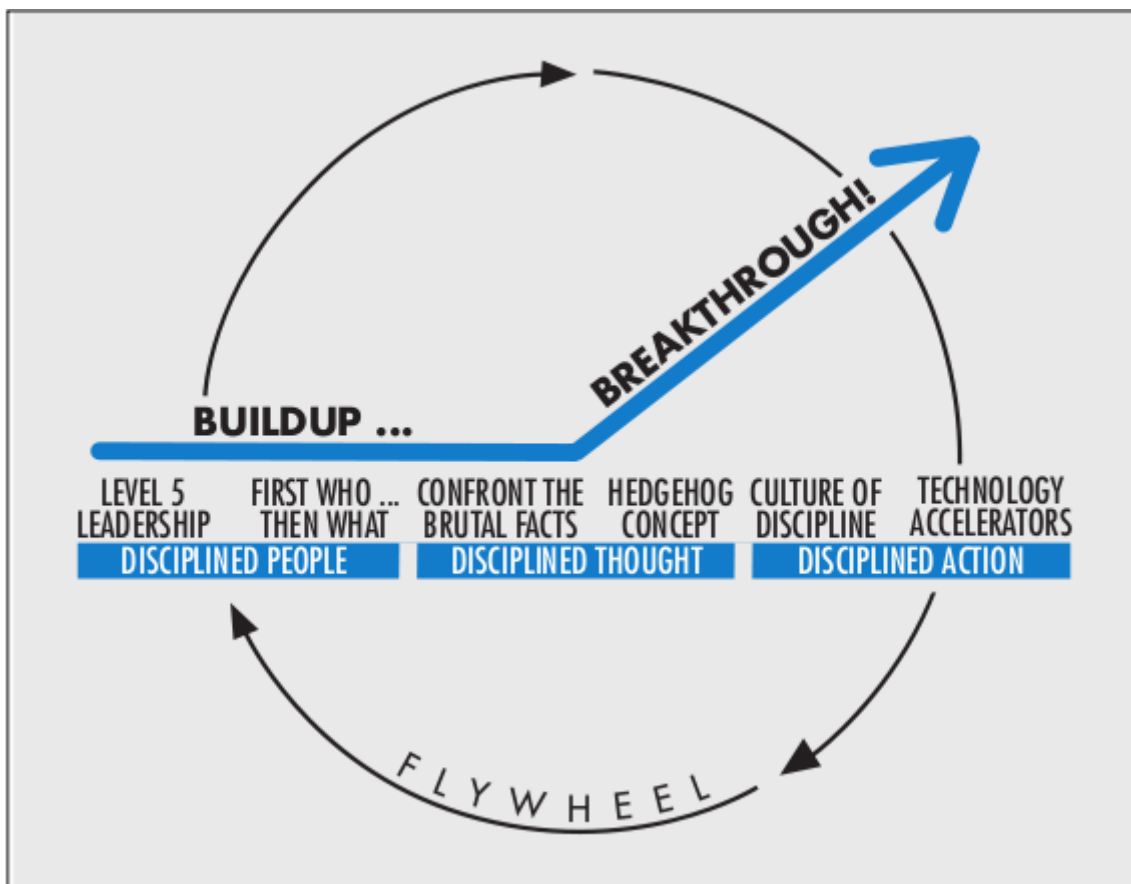 BREAKTHROUGH!
BUILDUP ...
LEVEL 5
LEADERSHIP
FIRST WHO ...
THEN WHAT
CONFRONT THE
BRUTAL FACTS
HEDGEHOG
CONCEPT
CULTURE OF
DISCIPLINE
TECHNOLOGY
ACCELERATORS
DISCIPLINED PEOPLE
DISCIPLINED THOUGHT
DISCIPLINED ACTION
FLYWHEEL